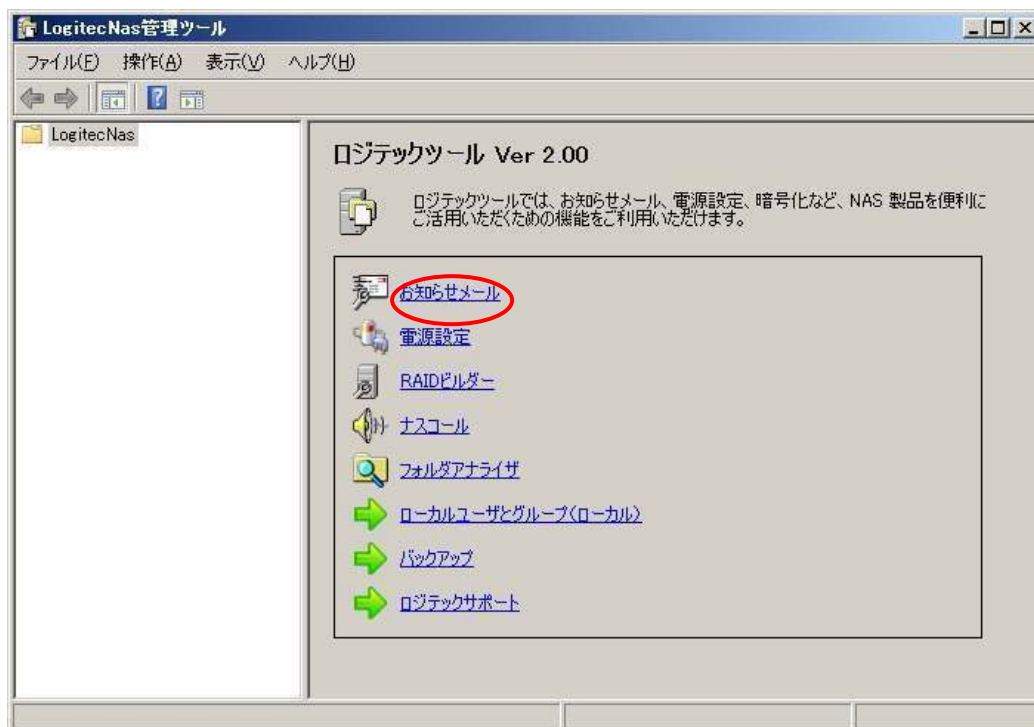 LogitecNas管理ツール
ファイル(F) 操作(A) 表示(V) ヘルプ(H)
LogitecNas
ロジテックツール Ver 2.00
ロジテックツールでは、お知らせメール、電源設定、暗号化など、NAS 製品を便利に
ご活用いただくための機能をご利用いただけます。
お知らせメール
電源設定
RAIDビルダー
ナスコール
フォルダアナライザ
ローカルユーザとグループ(ローカル)
バックアップ
ロジテックサポート